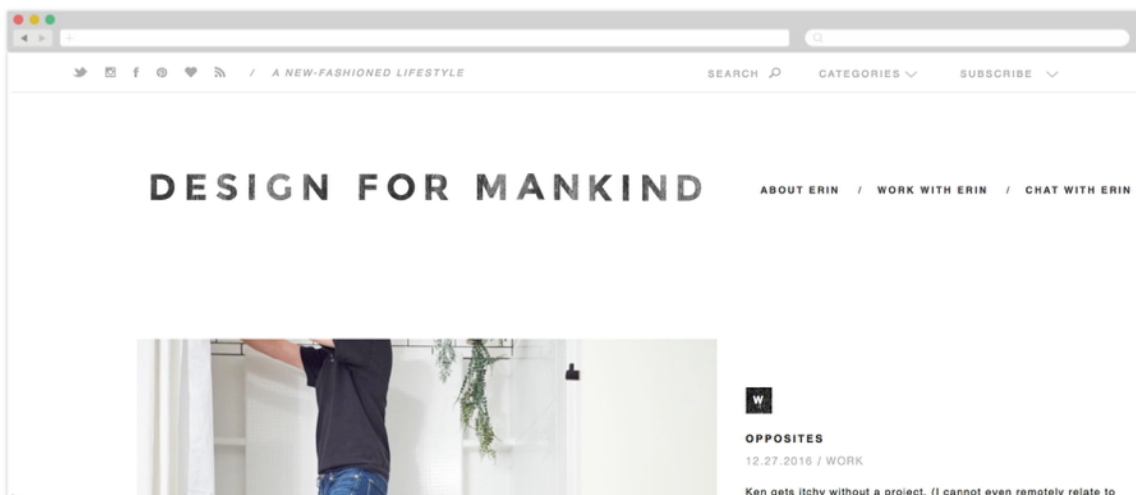 / A NEW-FASHIONED LIFESTYLE SEARCH CATEGORIES SUBSCRIBE
DESIGN FOR MANKIND
ABOUT ERIN / WORK WITH ERIN / CHAT WITH ERIN
W
OPPOSITES
12.27.2016 / WORK
Ken gets itchy without a project. (I cannot even remotely relate to